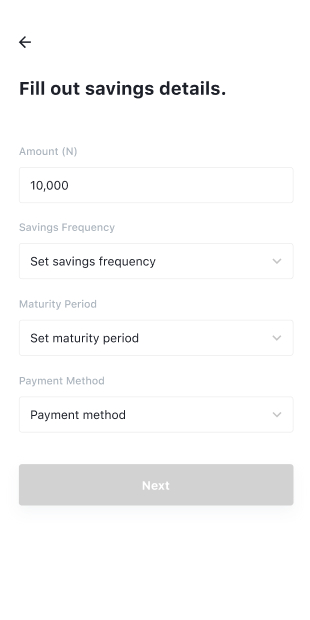 Fill out savings details.
Amount (N)
10,000
Savings Frequency
Set savings frequency
Maturity Period
Set maturity period
Payment Method
Payment method
Next